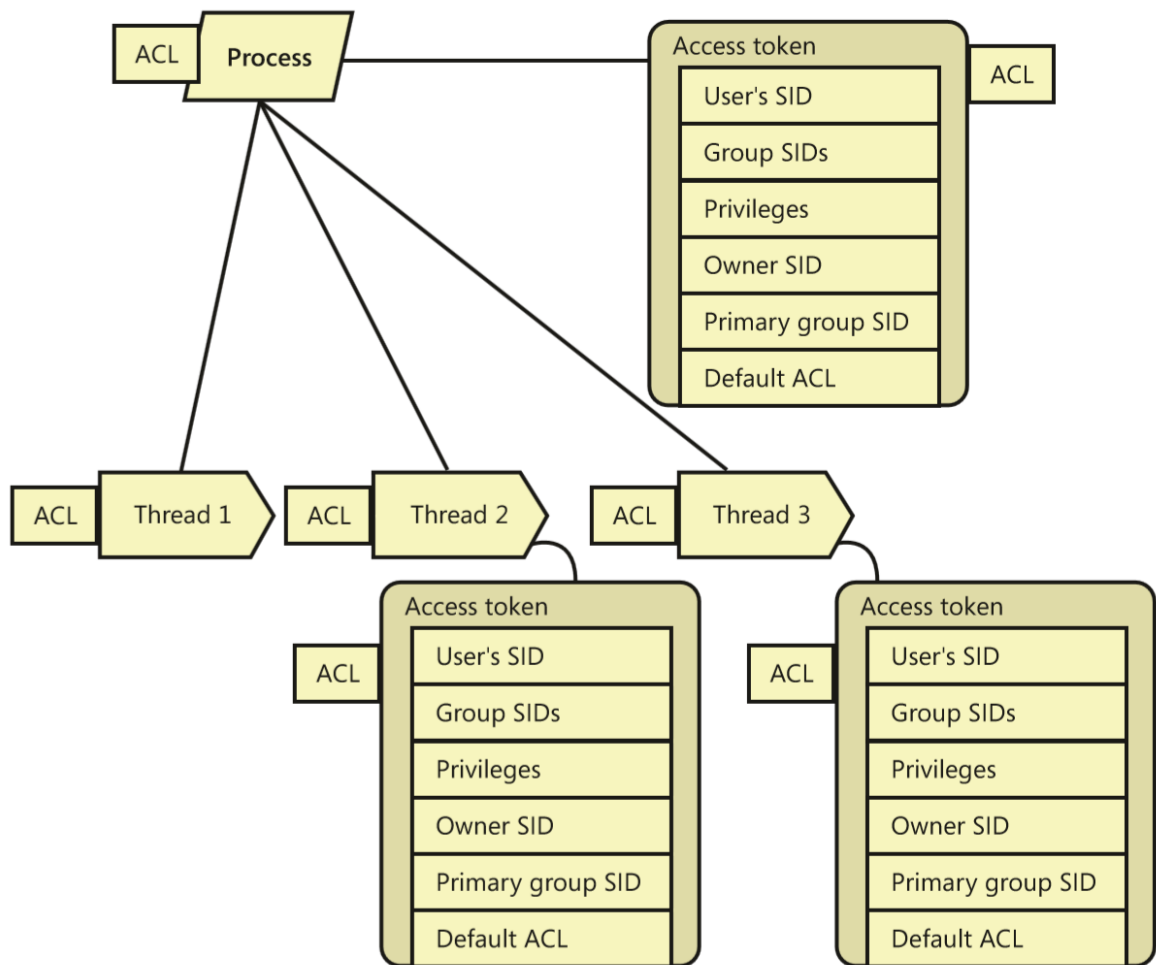 ACL
Process
Access token
ACL
User's SID
Group SIDs
Privileges
Owner SID
Primary group SID
Default ACL
ACL
Thread 1
ACL
Thread 2
ACL
Thread 3
Access token
ACL
User's SID
Group SIDs
Privileges
Owner SID
Primary group SID
Default ACL
Access token
ACL
User's SID
Group SIDs
Privileges
Owner SID
Primary group SID
Default ACL